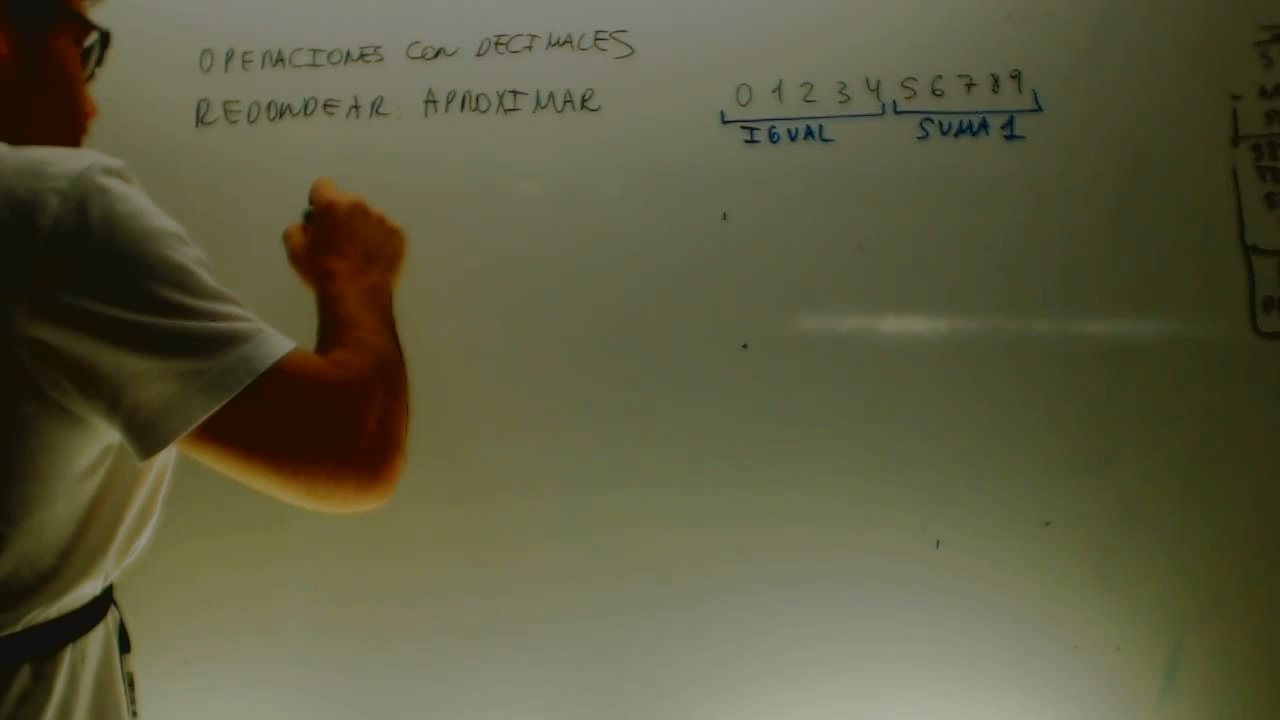 OPERACIONES CON DECIMALES
REDONDEAR: APROXIMAR
0 1 2 3 4 5 6 7 8 9
IGUAL SUMA 1